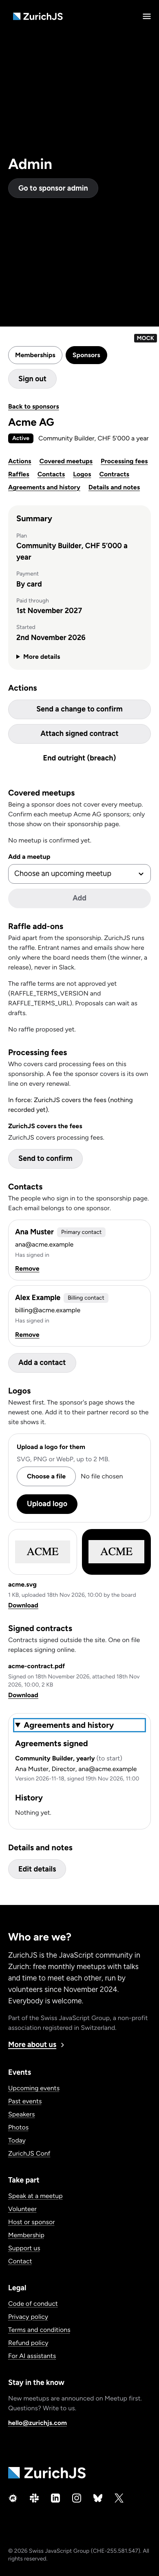 ZurichJS
Admin
Go to sponsor admin
MOCK
Memberships
Sponsors
Sign out
Back to sponsors
Acme AG
Active
Community Builder, CHF 5'000 a year
Actions
Covered meetups
Processing fees
Raffles
Contacts
Logos
Contracts
Agreements and history
Details and notes
Summary
Plan
Community Builder, CHF 5'000 a
year
Payment
By card
Paid through
1st November 2027
Started
2nd November 2026
More details
Actions
Send a change to confirm
Attach signed contract
End outright (breach)
Covered meetups
Being a sponsor does not cover every meetup.
Confirm each meetup Acme AG sponsors; only
those show on their sponsorship page.
No meetup is confirmed yet.
Add a meetup
Choose an upcoming meetup
Add
Raffle add-ons
Paid apart from the sponsorship. ZurichJS runs
the raffle. Entrant names and emails show here
only when the board needs them (the winner, a
release), never in Slack.
The raffle terms are not approved yet
(RAFFLE_TERMS_VERSION and
RAFFLE_TERMS_URL). Proposals can wait as
drafts.
No raffle proposed yet.
Processing fees
Who covers card processing fees on this
sponsorship. A fee the sponsor covers is its own
line on every renewal.
In force: ZurichJS covers the fees (nothing
recorded yet).
ZurichJS covers the fees
ZurichJS covers processing fees.
Send to confirm
Contacts
The people who sign in to the sponsorship page.
Each email belongs to one sponsor.
Ana Muster
Primary contact
ana@acme.example
Has signed in
Remove
Alex Example
Billing contact
billing@acme.example
Has signed in
Remove
Add a contact
Logos
Newest first. The sponsor's page shows the
newest one. Add it to their partner record so the
site shows it.
Upload a logo for them
SVG, PNG or WebP, up to 2 MB.
Choose a file
No file chosen
Upload logo
ACME
ACME
acme.svg
1 KB, uploaded 18th Nov 2026, 10:00 by the board
Download
Signed contracts
Contracts signed outside the site. One on file
replaces signing online.
acme-contract.pdf
Signed on 18th November 2026, attached 18th Nov
2026, 10:00, 2 KB
Download
Agreements and history
Agreements signed
Community Builder, yearly (to start)
Ana Muster, Director, ana@acme.example
Version 2026-11-18, signed 19th Nov 2026, 11:00
History
Nothing yet.
Details and notes
Edit details
Who are we?
ZurichJS is the JavaScript community in
Zurich: free monthly meetups with talks
and time to meet each other, run by
volunteers since November 2024.
Everybody is welcome.
Part of the Swiss JavaScript Group, a non-profit
association registered in Switzerland.
More about us
Events
Upcoming events
Past events
Speakers
Photos
Today
ZurichJS Conf
Take part
Speak at a meetup
Volunteer
Host or sponsor
Membership
Support us
Contact
Legal
Code of conduct
Privacy policy
Terms and conditions
Refund policy
For AI assistants
Stay in the know
New meetups are announced on Meetup first.
Questions? Write to us.
hello@zurichjs.com
ZurichJS
© 2026 Swiss JavaScript Group (CHE-255.581.547). All
rights reserved.